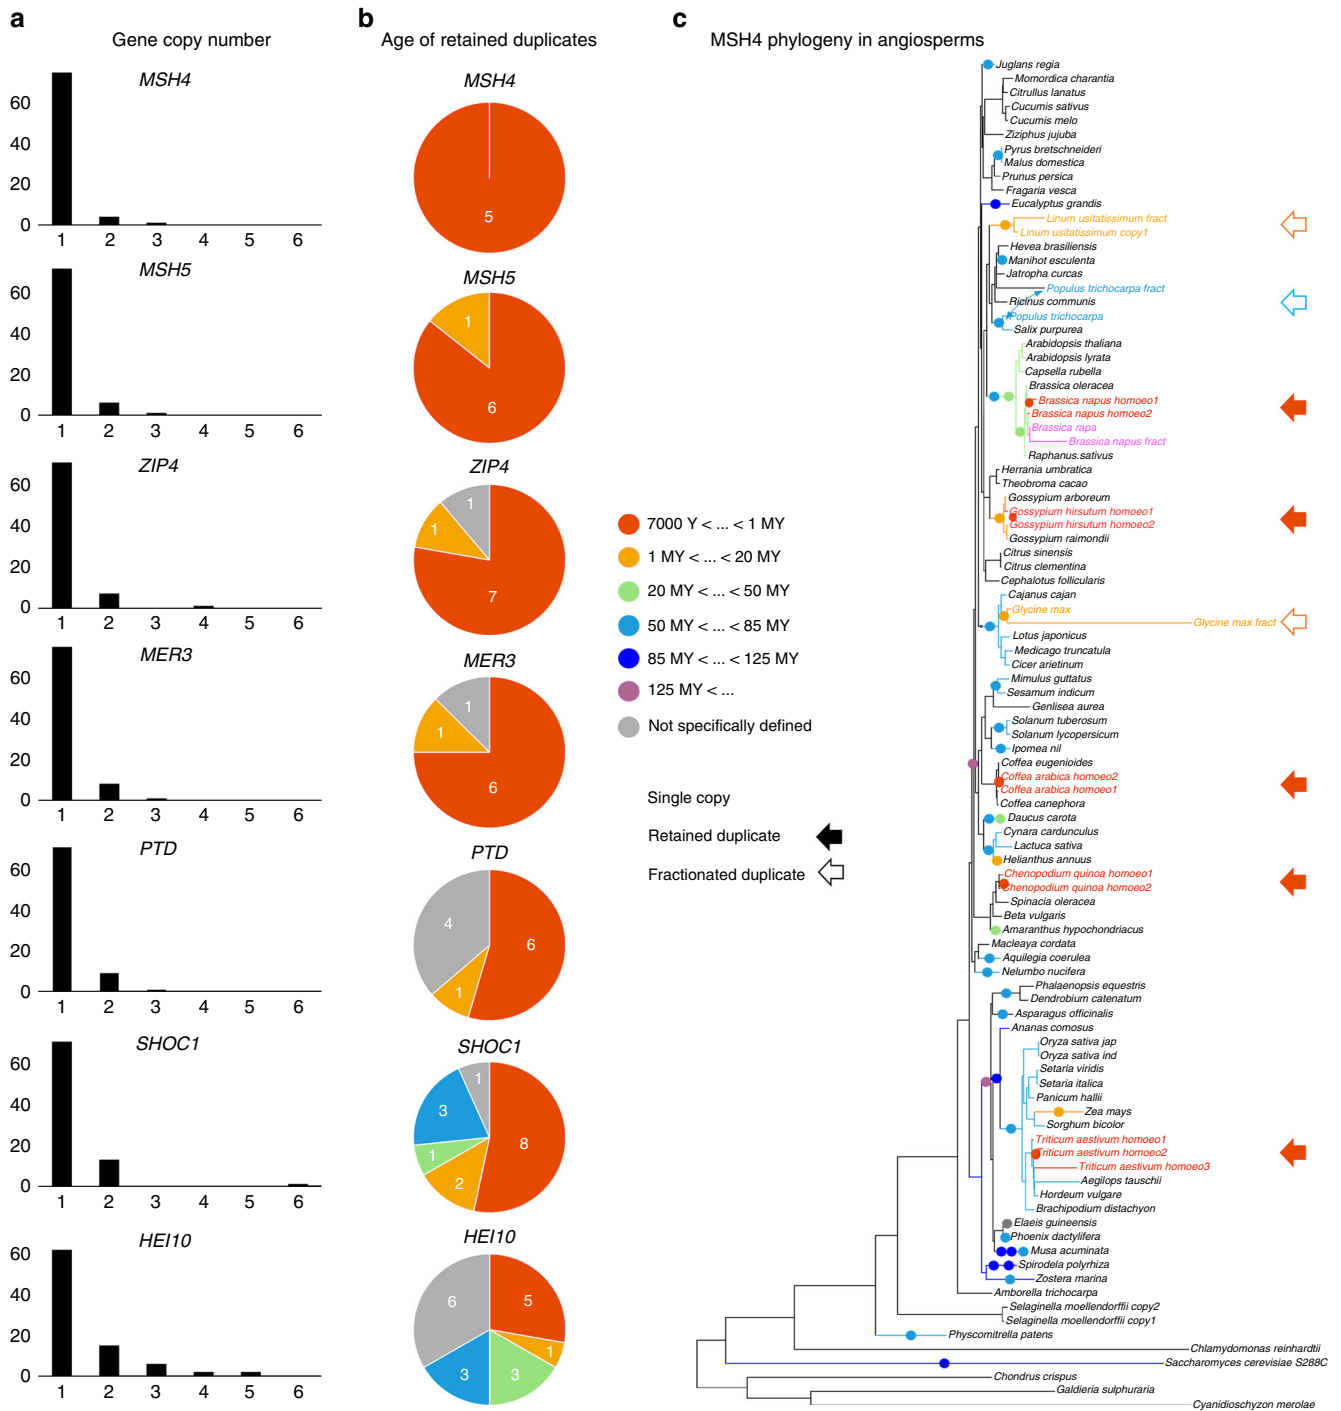 a
Gene copy number
MSH4
60
40
20
0
1 2 3 4 5 6
MSH5
60
40
20
0
1 2 3 4 5 6
ZIP4
60
40
20
0
1 2 3 4 5 6
MER3
60
40
20
0
1 2 3 4 5 6
PTD
60
40
20
0
1 2 3 4 5 6
SHOC1
60
40
20
0
1 2 3 4 5 6
HEI10
60
40
20
0
1 2 3 4 5 6
b
Age of retained duplicates
MSH4
5
MSH5
1
6
ZIP4
1
1
7
MER3
1
1
6
PTD
4
6
1
SHOC1
1
3
8
1
2
HEI10
6
5
1
3
3
7000 Y < ... < 1 MY
1 MY < ... < 20 MY
20 MY < ... < 50 MY
50 MY < ... < 85 MY
85 MY < ... < 125 MY
125 MY < ...
Not specifically defined
Single copy
Retained duplicate
Fractionated duplicate
c
MSH4 phylogeny in angiosperms
Juglans regia
Momordica charantia
Citrullus lanatus
Cucumis sativus
Cucumis melo
Ziziphus jujuba
Pyrus bretschneideri
Malus domestica
Prunus persica
Fragaria vesca
Eucalyptus grandis
Linum usitatissimum fract
Linum usitatissimum copy1
Hevea brasiliensis
Manihot esculenta
Jatropha curcas
Populus trichocarpa fract
Ricinus communis
Populus trichocarpa
Salix purpurea
Arabidopsis thaliana
Arabidopsis lyrata
Capsella rubella
Brassica oleracea
Brassica napus homoeo1
Brassica napus homoeo2
Brassica rapa
Brassica napus fract
Raphanus.sativus
Herrania umbratica
Theobroma cacao
Gossypium arboreum
Gossypium hirsutum homoeo1
Gossypium hirsutum homoeo2
Gossypium raimondii
Citrus sinensis
Citrus clementina
Cephalotus follicularis
Cajanus cajan
Glycine max
Glycine max fract
Lotus japonicus
Medicago truncatula
Cicer arietinum
Mimulus guttatus
Sesamum indicum
Genlisea aurea
Solanum tuberosum
Solanum lycopersicum
Ipomea nil
Coffea eugenioides
Coffea arabica homoeo2
Coffea arabica homoeo1
Coffea canephora
Daucus carota
Cynara cardunculus
Lactuca sativa
Helianthus annuus
Chenopodium quinoa homoeo1
Chenopodium quinoa homoeo2
Spinacia oleracea
Beta vulgaris
Amaranthus hypochondriacus
Macleaya cordata
Aquilegia coerulea
Nelumbo nucifera
Phalaenopsis equestris
Dendrobium catenatum
Asparagus officinalis
Ananas comosus
Oryza sativa jap
Oryza sativa ind
Setaria viridis
Setaria italica
Panicum hallii
Zea mays
Sorghum bicolor
Triticum aestivum homoeo1
Triticum aestivum homoeo2
Triticum aestivum homoeo3
Aegilops tauschii
Hordeum vulgare
Brachipodium distachyon
Elaeis guineensis
Phoenix dactylifera
Musa acuminata
Spirodela polyrhiza
Zostera marina
Amborella trichocarpa
Selaginella moellendorffii copy2
Selaginella moellendorffii copy1
Physcomitrella patens
Chlamydomonas reinhardtii
Saccharomyces cerevisiae S288C
Chondrus crispus
Galdieria sulphuraria
Cyanidioschyzon merolae